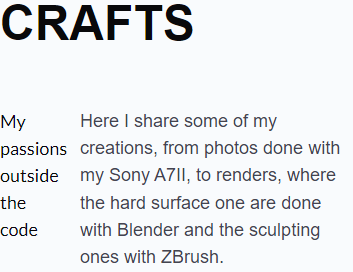 CRAFTS
My
passions
outside
the
code
Here I share some of my
creations, from photos done with
my Sony A7II, to renders, where
the hard surface one are done
with Blender and the sculpting
ones with ZBrush.